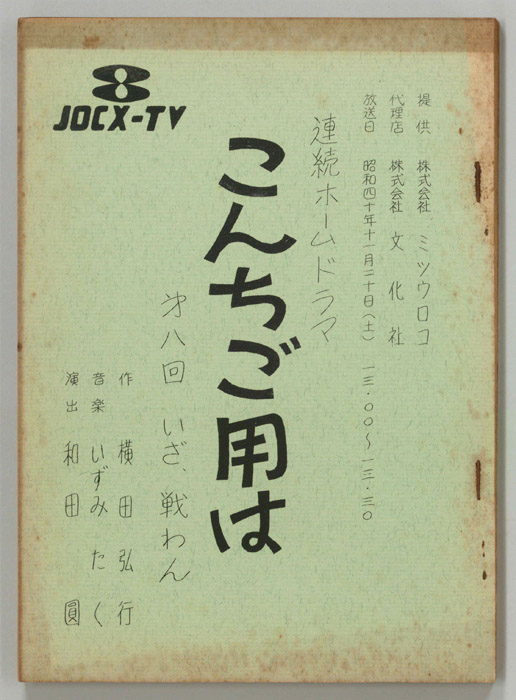 JOCX-TV
提供 株式会社 ミツウロコ
代理店 株式会社 文化社
放送日 昭和四十年十一月二十日(土) 一三・〇〇〜一三・三〇
連続ホームドラマ
こんちご用は
才八回 いざ、戦わん
作 横田弘行
音楽 いずみたく
演出 和田圓